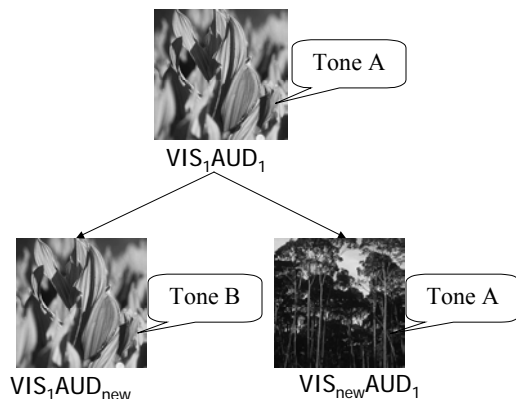 Tone A
VIS₁AUD₁
Tone B
Tone A
VIS₁AUDₙₑw
VISₙₑwAUD₁